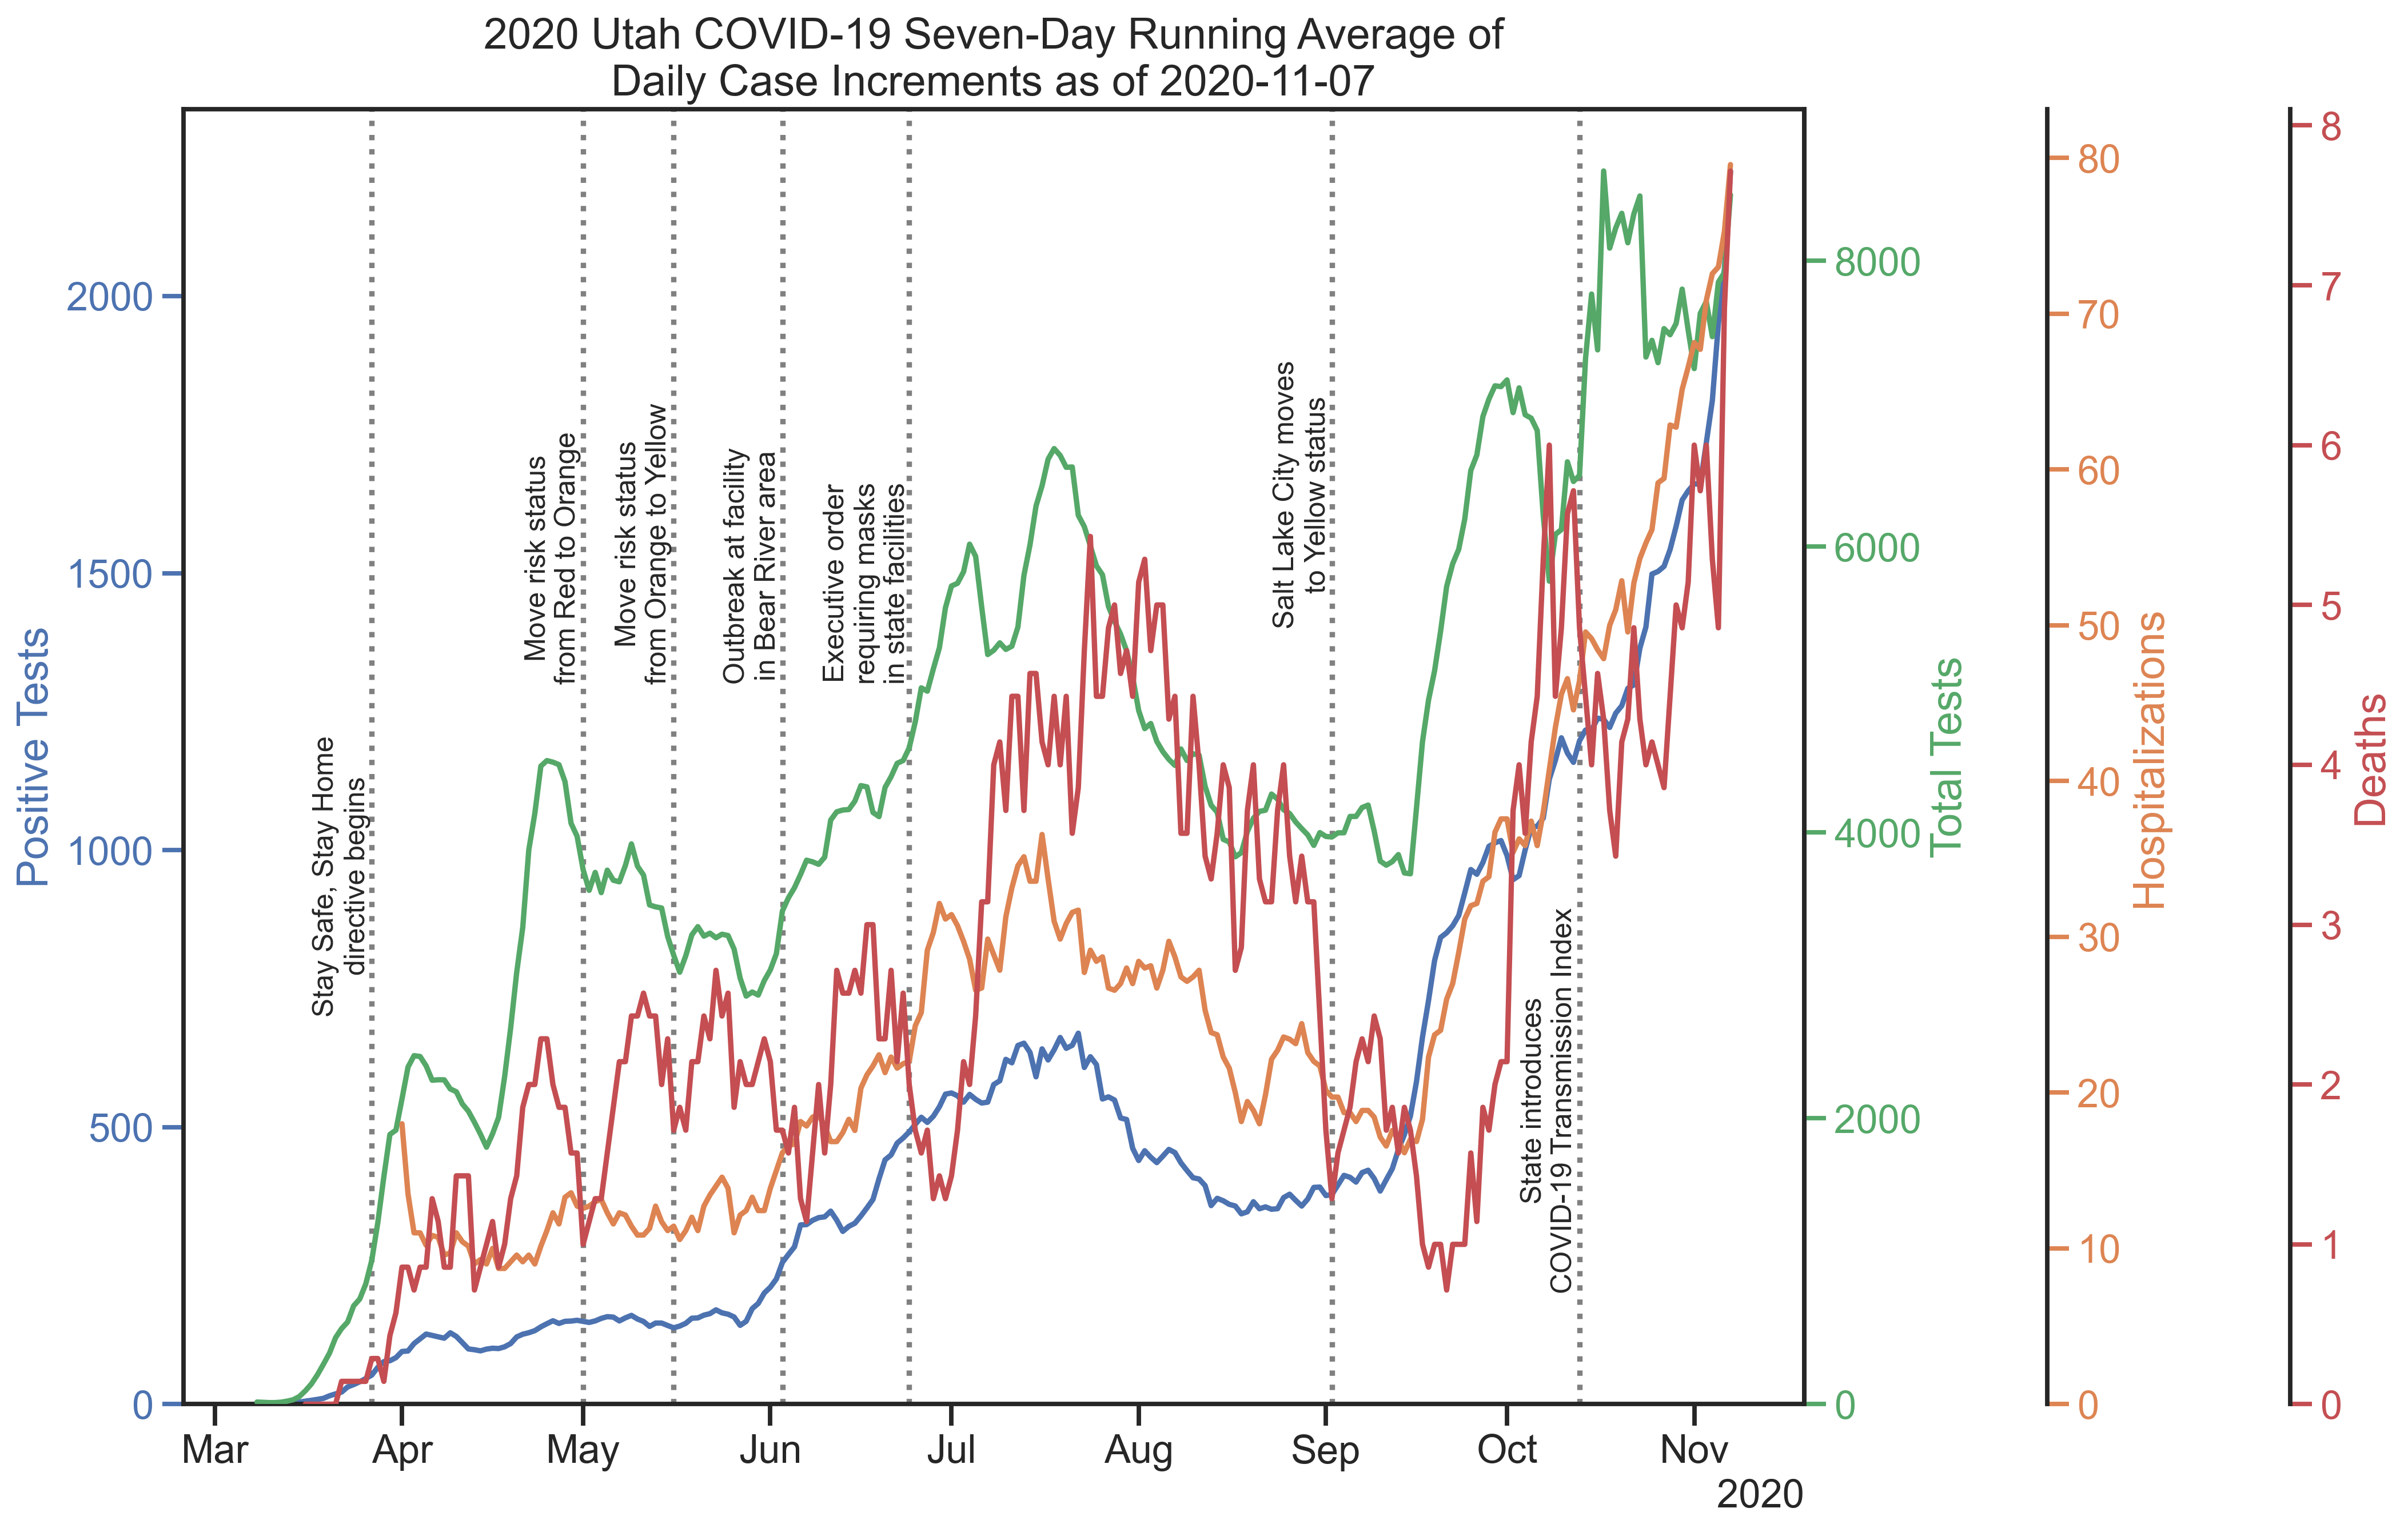 2020 Utah COVID-19 Seven-Day Running Average of
Daily Case Increments as of 2020-11-07
Positive Tests
2000
1500
1000
500
0
Stay Safe, Stay Home
directive begins
Move risk status
from Red to Orange
Move risk status
from Orange to Yellow
Outbreak at facility
in Bear River area
Executive order
requiring masks
in state facilities
Salt Lake City moves
to Yellow status
State introduces
COVID-19 Transmission Index
Mar
Apr
May
Jun
Jul
Aug
Sep
Oct
Nov
2020
8000
6000
4000
2000
0
Total Tests
80
70
60
50
40
30
20
10
0
Hospitalizations
8
7
6
5
4
3
2
1
0
Deaths